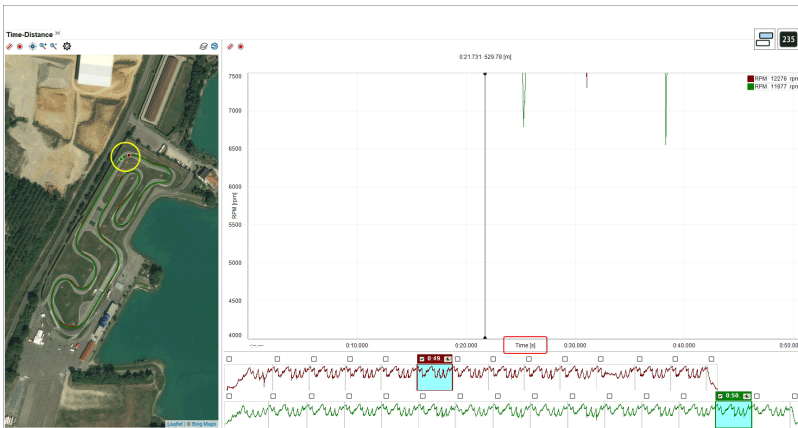 Time-Distance
235
0:21.731 529.78 [m]
7500
RPM 12276 rpm
RPM 11977 rpm
7000
6500
6000
RPM [rpm]
5500
5000
4500
4000
-:--.---
0:10.000
0:20.000
Time [s]
0:30.000
0:40.000
0:50.00
0:49.
0:50.
Leaflet | © Bing Maps